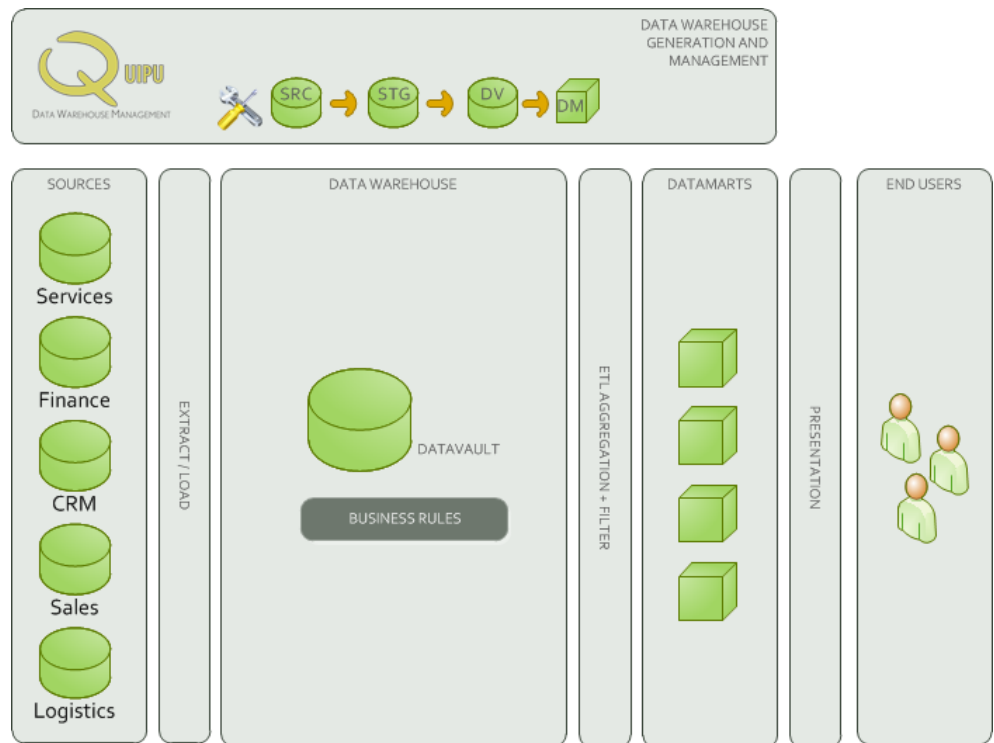 QUIPU
DATA WAREHOUSE MANAGEMENT
DATA WAREHOUSE
GENERATION AND
MANAGEMENT
SRC
STG
DV
DM
SOURCES
Services
Finance
CRM
Sales
Logistics
EXTRACT / LOAD
DATA WAREHOUSE
DATAVAULT
BUSINESS RULES
ETL AGGREGATION + FILTER
DATAMARTS
PRESENTATION
END USERS